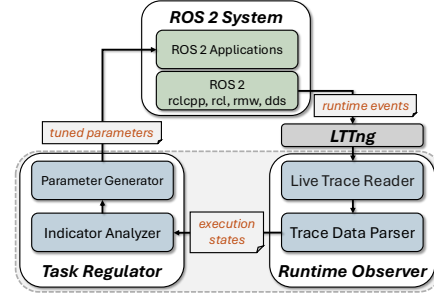 ROS 2 System
ROS 2 Applications
ROS 2
rclcpp, rcl, rmw, dds
runtime events
tuned parameters
LTTng
Parameter Generator
Live Trace Reader
execution
states
Indicator Analyzer
Trace Data Parser
Task Regulator
Runtime Observer